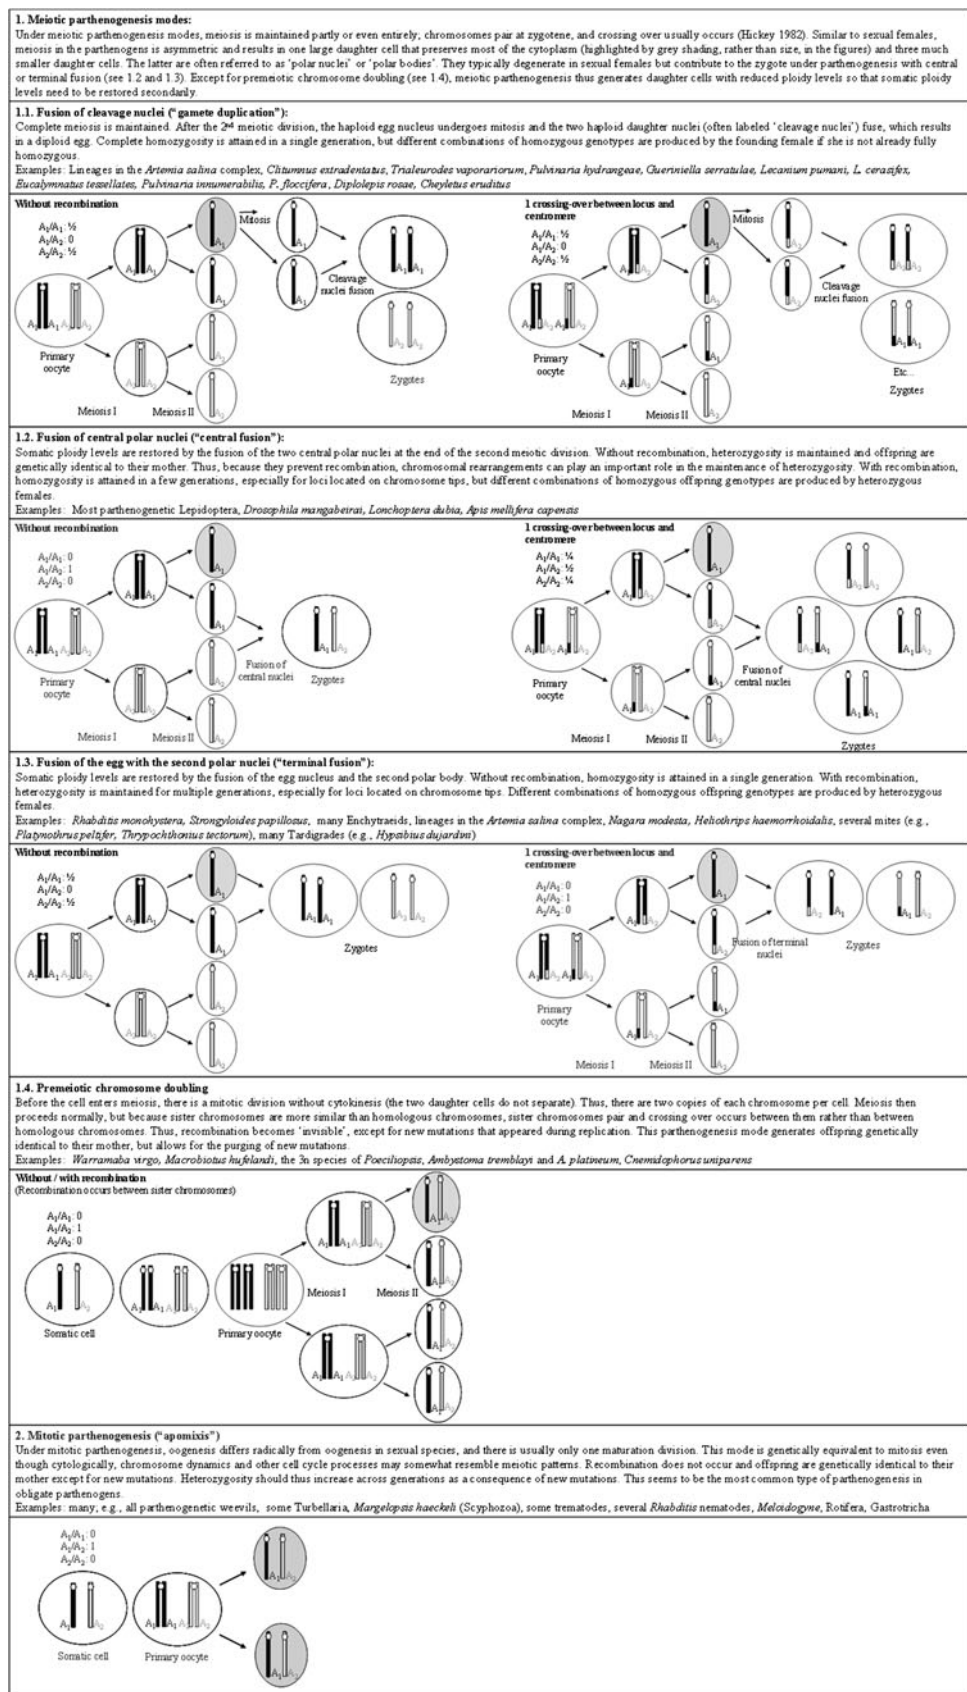 1. Meiotic parthenogenesis modes:
Under meiotic parthenogenesis modes, meiosis is maintained partly or even entirely, chromosomes pair at zygotene, and crossing over usually occurs (Hickey 1982). Similar to sexual females,
meiosis in the parthenogens is asymmetric and results in one large daughter cell that preserves most of the cytoplasm (highlighted by grey shading, rather than size, in the figures) and three much
smaller daughter cells. The latter are often referred to as 'polar nuclei' or 'polar bodies'. They typically degenerate in sexual females but contribute to the zygote under parthenogenesis with central
or terminal fusion (see 1.2 and 1.3). Except for premeiotic chromosome doubling (see 1.4), meiotic parthenogenesis thus generates daughter cells with reduced ploidy levels so that somatic ploidy
levels need to be restored secondarily.
1.1. Fusion of cleavage nuclei ("gamete duplication"):
Complete meiosis is maintained. After the 2nd meiotic division, the haploid egg nucleus undergoes mitosis and the two haploid daughter nuclei (often labeled 'cleavage nuclei') fuse, which results
in a diploid egg. Complete homozygosity is attained in a single generation, but different combinations of homozygous genotypes are produced by the founding female if she is not already fully
homozygous.
Examples: Lineages in the Artemia salina complex, Clitumnus extradentatus, Trialeurodes vaporariorum, Pulvinaria hydrangeae, Gueriniella serratulae, Lecanium pumani, L. cerasifex,
Eucalymnatus tessellates, Pulvinaria innumerabilis, P. floccifera, Diplolepis rosae, Cheyletus eruditus
Without recombination
A1/A1: ½
A1/A2: 0
A2/A2: ½
A1 A1 A2 A2
Primary
oocyte
Meiosis I
Meiosis II
Mitosis
Cleavage
nuclei fusion
Zygotes
1 crossing-over between locus and
centromere
A1/A1: ½
A1/A2: 0
A2/A2: ½
Primary
oocyte
Meiosis I
Meiosis II
Mitosis
Cleavage
nuclei fusion
Etc...
Zygotes
1.2. Fusion of central polar nuclei ("central fusion"):
Somatic ploidy levels are restored by the fusion of the two central polar nuclei at the end of the second meiotic division. Without recombination, heterozygosity is maintained and offspring are
genetically identical to their mother. Thus, because they prevent recombination, chromosomal rearrangements can play an important role in the maintenance of heterozygosity. With recombination,
homozygosity is attained in a few generations, especially for loci located on chromosome tips, but different combinations of homozygous offspring genotypes are produced by heterozygous
females.
Examples: Most parthenogenetic Lepidoptera, Drosophila mangabeirai, Lonchoptera dubia, Apis mellifera capensis
Without recombination
A1/A1: 0
A1/A2: 1
A2/A2: 0
Primary
oocyte
Meiosis I
Meiosis II
Fusion of
central nuclei
Zygotes
1 crossing-over between locus and
centromere
A1/A1: ¼
A1/A2: ½
A2/A2: ¼
Primary
oocyte
Meiosis I
Meiosis II
Fusion of
central nuclei
Zygotes
1.3. Fusion of the egg with the second polar nuclei ("terminal fusion"):
Somatic ploidy levels are restored by the fusion of the egg nucleus and the second polar body. Without recombination, homozygosity is attained in a single generation. With recombination,
heterozygosity is maintained for multiple generations, especially for loci located on chromosome tips. Different combinations of homozygous offspring genotypes are produced by heterozygous
females.
Examples: Rhabditis monohystera, Strongyloides papillosus, many Enchytraeids, lineages in the Artemia salina complex, Nagara modesta, Heliothrips haemorrhoidalis, several mites (e.g.,
Platynothrus peltifer, Thrypochthonius tectorum), many Tardigrades (e.g., Hypsibius dujardini)
Without recombination
A1/A1: ½
A1/A2: 0
A2/A2: ½
Zygotes
1 crossing-over between locus and
centromere
A1/A1: 0
A1/A2: 1
A2/A2: 0
Primary
oocyte
Meiosis I
Meiosis II
Fusion of terminal
nuclei
Zygotes
1.4. Premeiotic chromosome doubling
Before the cell enters meiosis, there is a mitotic division without cytokinesis (the two daughter cells do not separate). Thus, there are two copies of each chromosome per cell. Meiosis then
proceeds normally, but because sister chromosomes are more similar than homologous chromosomes, sister chromosomes pair and crossing over occurs between them rather than between
homologous chromosomes. Thus, recombination becomes 'invisible', except for new mutations that appeared during replication. This parthenogenesis mode generates offspring genetically
identical to their mother, but allows for the purging of new mutations.
Examples: Warramaba virgo, Macrobiotus hufelandi, the 3n species of Poeciliopsis, Ambystoma tremblayi and A. platineum, Cnemidophorus uniparens
Without / with recombination
(Recombination occurs between sister chromosomes)
A1/A1: 0
A1/A2: 1
A2/A2: 0
Somatic cell
Primary oocyte
Meiosis I
Meiosis II
2. Mitotic parthenogenesis ("apomixis")
Under mitotic parthenogenesis, oogenesis differs radically from oogenesis in sexual species, and there is usually only one maturation division. This mode is genetically equivalent to mitosis even
though cytologically, chromosome dynamics and other cell cycle processes may somewhat resemble meiotic patterns. Recombination does not occur and offspring are genetically identical to their
mother except for new mutations. Heterozygosity should thus increase across generations as a consequence of new mutations. This seems to be the most common type of parthenogenesis in
obligate parthenogens.
Examples: many; e.g., all parthenogenetic weevils, some Turbellaria, Margelopsis haeckeli (Scyphozoa), some trematodes, several Rhabditis nematodes, Meloidogyne, Rotifera, Gastrotricha
A1/A1: 0
A1/A2: 1
A2/A2: 0
Somatic cell
Primary oocyte